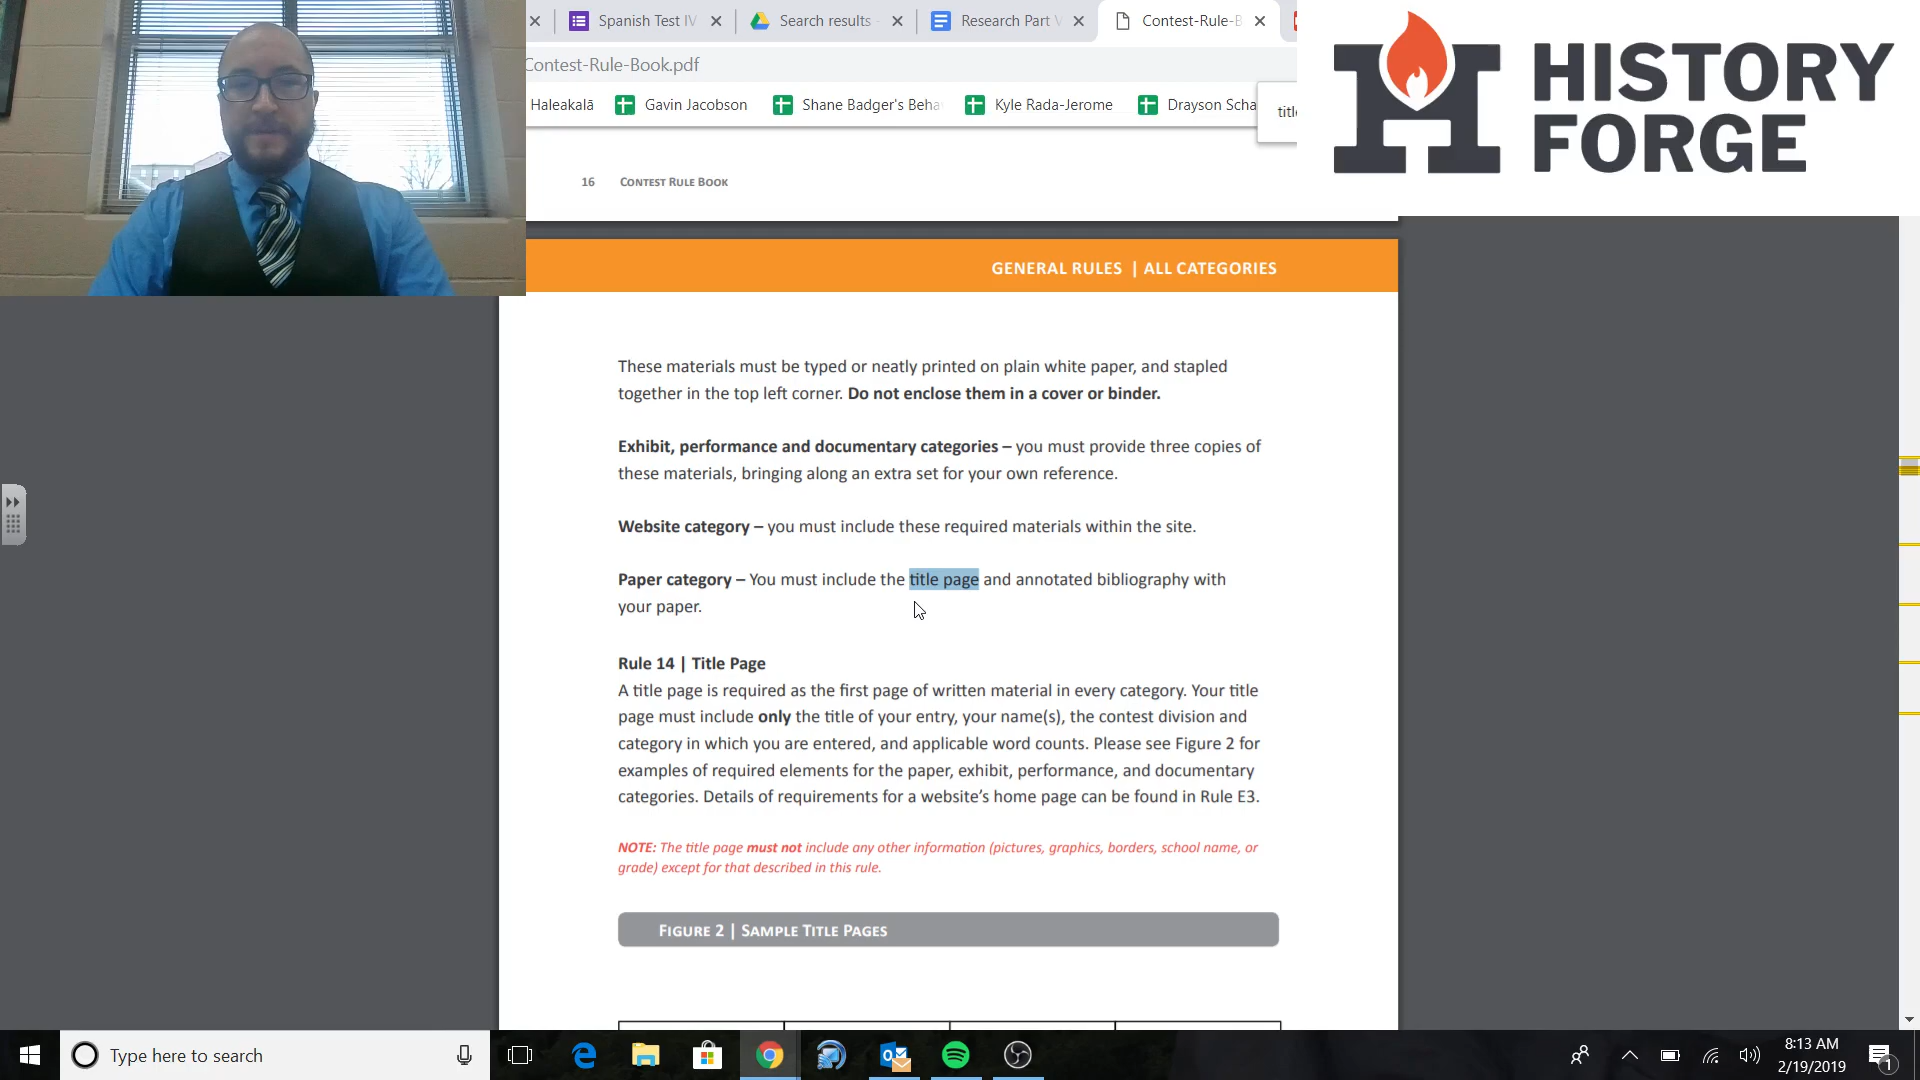 Spanish Test IV
Search results -
Research Part V
Contest-Rule-B
Contest-Rule-Book.pdf
Haleakalā
Gavin Jacobson
Shane Badger's Beha
Kyle Rada-Jerome
Drayson Scha
title
HISTORY
FORGE
16 CONTEST RULE BOOK
GENERAL RULES | ALL CATEGORIES
These materials must be typed or neatly printed on plain white paper, and stapled
together in the top left corner. Do not enclose them in a cover or binder.
Exhibit, performance and documentary categories – you must provide three copies of
these materials, bringing along an extra set for your own reference.
Website category – you must include these required materials within the site.
Paper category – You must include the title page and annotated bibliography with
your paper.
Rule 14 | Title Page
A title page is required as the first page of written material in every category. Your title
page must include only the title of your entry, your name(s), the contest division and
category in which you are entered, and applicable word counts. Please see Figure 2 for
examples of required elements for the paper, exhibit, performance, and documentary
categories. Details of requirements for a website's home page can be found in Rule E3.
NOTE: The title page must not include any other information (pictures, graphics, borders, school name, or
grade) except for that described in this rule.
FIGURE 2 | SAMPLE TITLE PAGES
Type here to search
8:13 AM
2/19/2019
1